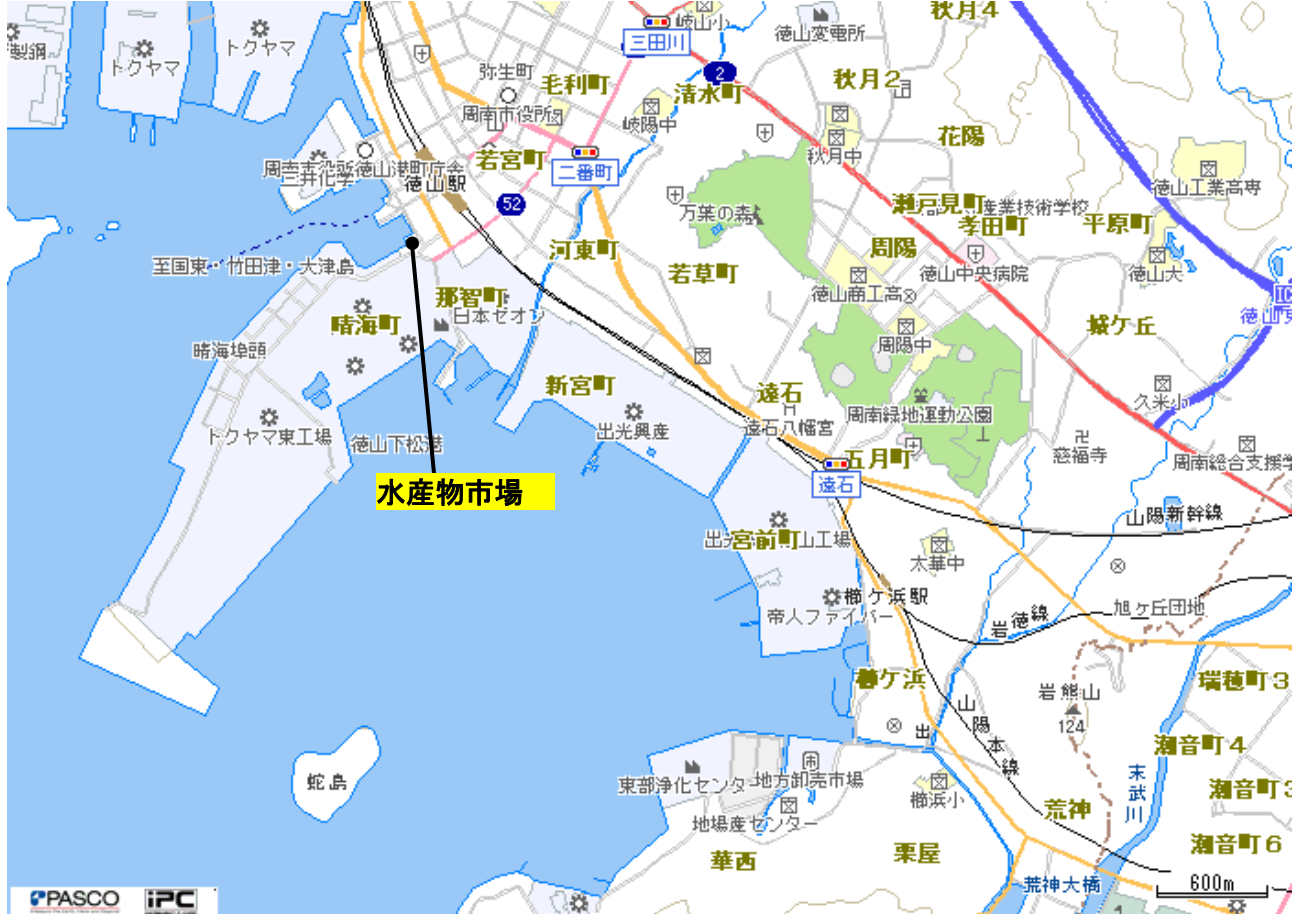 秋月4
製鋼
トクヤマ
トクヤマ
岐山小
徳山変電所
三田川
2
弥生町
毛利町
清水町
秋月2
周南市役所
岐陽中
花陽
秋月中
若宮町
二番町
徳山工業高専
三井化学
徳山駅
52
万葉の森
瀬戸見町
産業技術学校
孝田町
平原町
至国東・竹田津・大津島
河東町
若草町
周陽
徳山中央病院
徳山大
徳山商工高
IC
那智町
日本ゼオン
晴海町
城ケ丘
周陽中
晴海埠頭
新宮町
遠石
久米小
トクヤマ東工場
徳山下松港
出光興産
遠石八幡宮
周南緑地運動公園
慈福寺
五月町
周南総合支援学
水産物市場
遠石
山陽新幹線
宮前町
山工場
太華中
帝人ファイバー
櫛ケ浜駅
岩徳線
旭ヶ丘団地
櫛ケ浜
岩熊山
124
瑞穂町3
山陽本線
出
潮音町4
蛇島
東部浄化センター
地方卸売市場
櫛浜小
末武川
潮音町3
地場産センター
荒神
華西
栗屋
潮音町6
荒神大橋
600m
PASCO
iPC